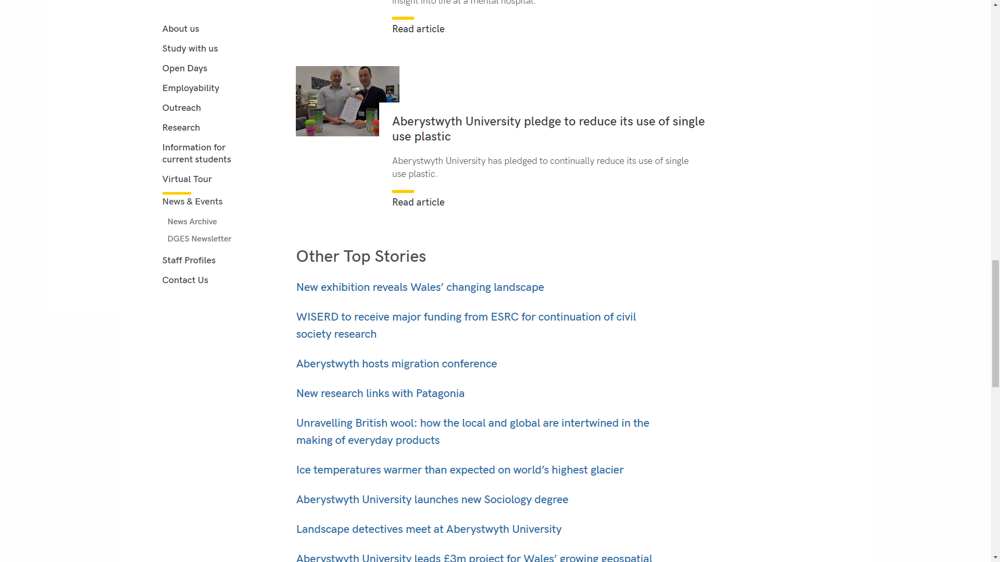 insight into life at a mental hospital.
Read article
About us
Study with us
Open Days
Employability
Outreach
Research
Information for
current students
Virtual Tour
News & Events
News Archive
DGES Newsletter
Staff Profiles
Contact Us
Aberystwyth University pledge to reduce its use of single
use plastic
Aberystwyth University has pledged to continually reduce its use of single
use plastic.
Read article
Other Top Stories
New exhibition reveals Wales’ changing landscape
WISERD to receive major funding from ESRC for continuation of civil
society research
Aberystwyth hosts migration conference
New research links with Patagonia
Unravelling British wool: how the local and global are intertwined in the
making of everyday products
Ice temperatures warmer than expected on world’s highest glacier
Aberystwyth University launches new Sociology degree
Landscape detectives meet at Aberystwyth University
Aberystwyth University leads £3m project for Wales’ growing geospatial